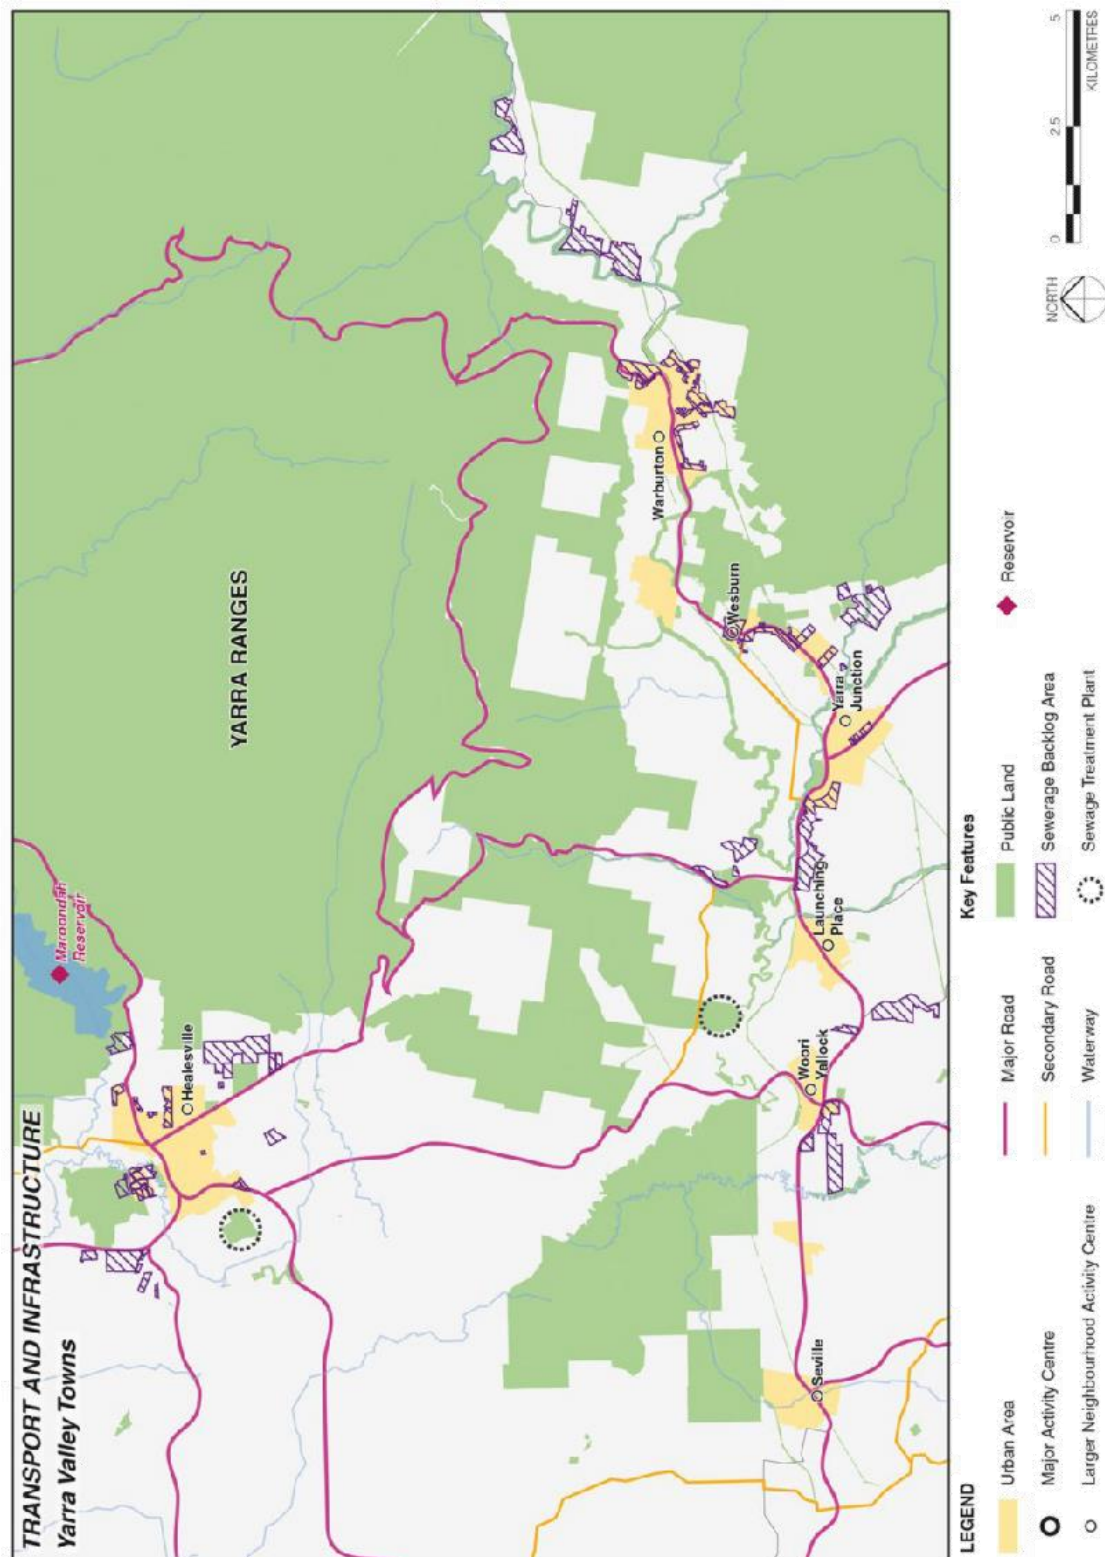 TRANSPORT AND INFRASTRUCTURE
Yarra Valley Towns
Maroondah
Reservoir
YARRA RANGES
Healesville
Warburton
Wesburn
Yarra
Junction
Launching
Place
Woori
Yallock
Seville
LEGEND
Urban Area
Major Activity Centre
Larger Neighbourhood Activity Centre
Major Road
Secondary Road
Waterway
Key Features
Public Land
Sewerage Backlog Area
Sewage Treatment Plant
Reservoir
NORTH
0 2.5 5
KILOMETRES